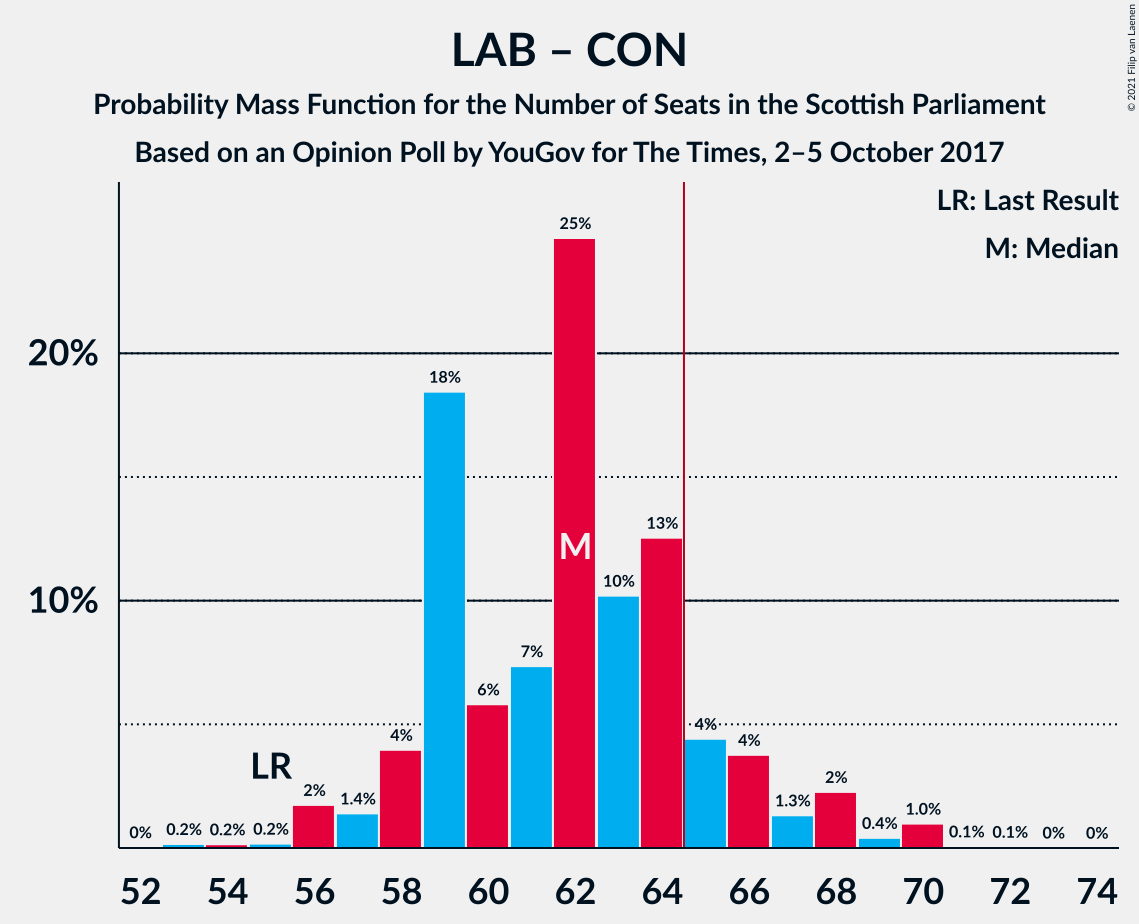 LAB – CON
Probability Mass Function for the Number of Seats in the Scottish Parliament
Based on an Opinion Poll by YouGov for The Times, 2–5 October 2017
© 2021 Filip van Laenen
LR: Last Result
M: Median
20%
10%
0%
0.2%
0.2%
0.2%
LR
2%
1.4%
4%
18%
6%
7%
25%
M
10%
13%
4%
4%
1.3%
2%
0.4%
1.0%
0.1%
0.1%
0%
0%
52 54 56 58 60 62 64 66 68 70 72 74